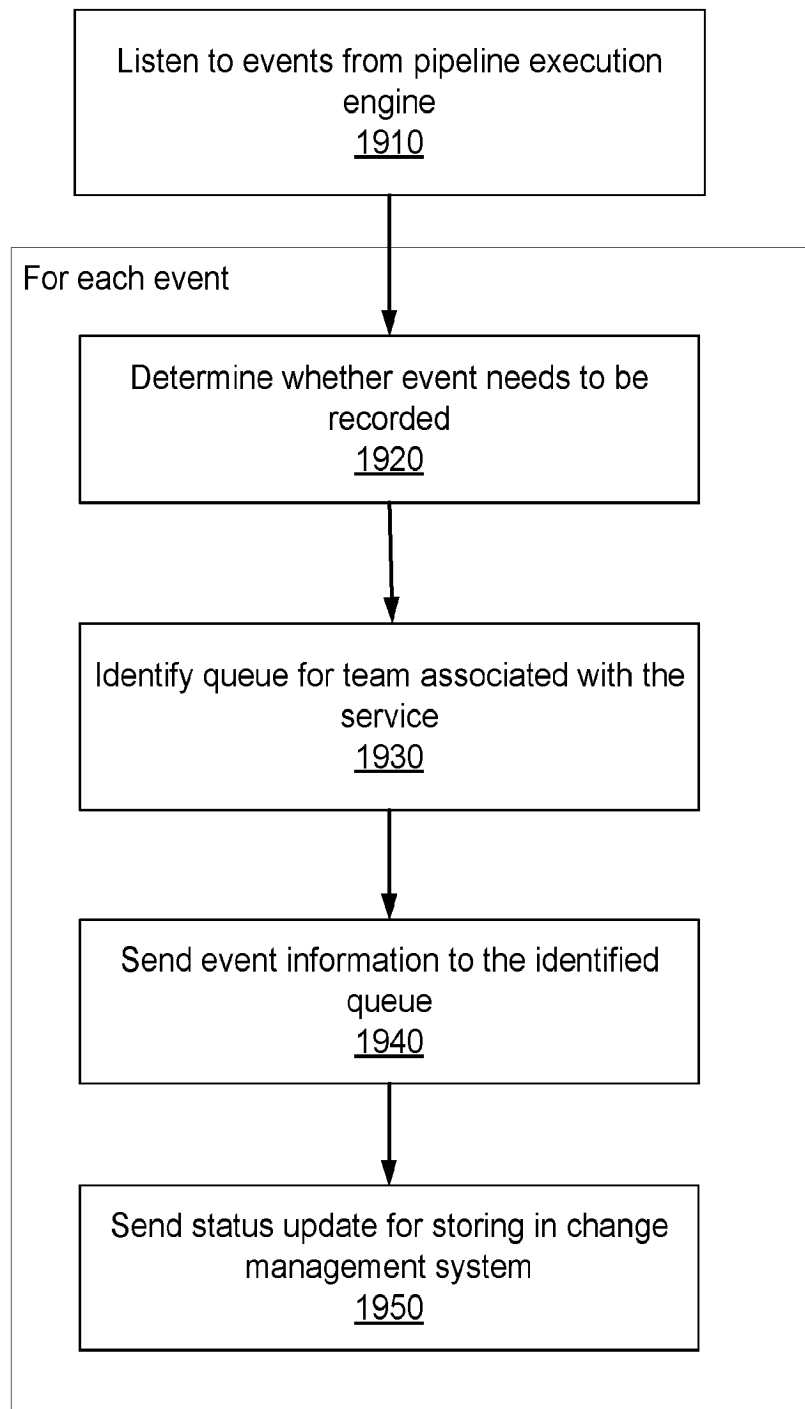 Listen to events from pipeline execution
engine
1910
For each event
Determine whether event needs to be
recorded
1920
Identify queue for team associated with the
service
1930
Send event information to the identified
queue
1940
Send status update for storing in change
management system
1950